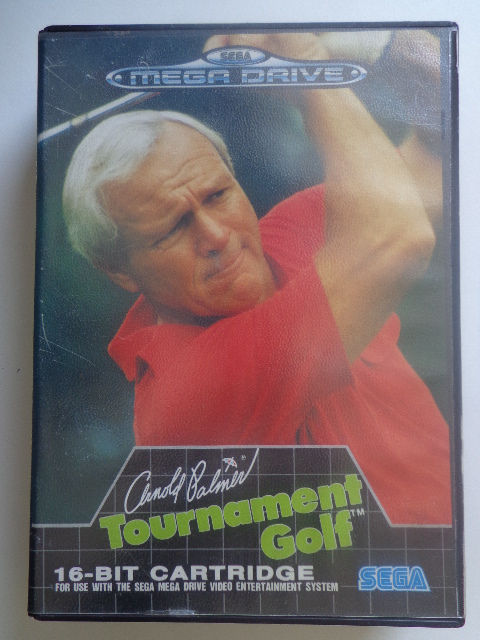 SEGA
MEGA DRIVE
Arnold Palmer®
Tournament
Golf™
16-BIT CARTRIDGE
FOR USE WITH THE SEGA MEGA DRIVE VIDEO ENTERTAINMENT SYSTEM
SEGA